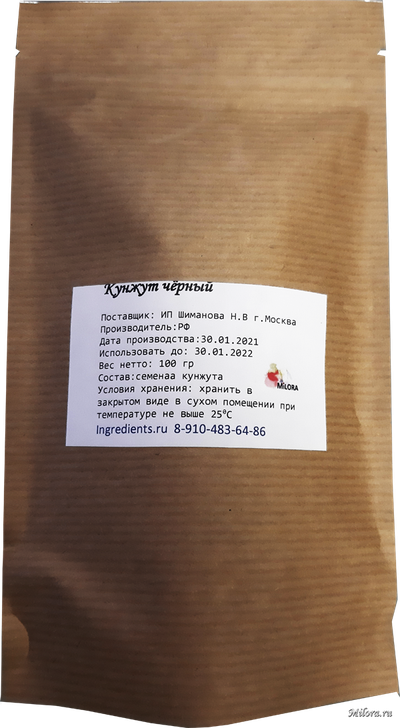 Кунжут чёрный
Поставщик: ИП Шиманова Н.В г.Москва
Производитель:РФ
Дата производства:30.01.2021
Использовать до: 30.01.2022
Вес нетто: 100 гр
Состав:семенаа кунжута
MILORA
Условия хранения: хранить в
закрытом виде в сухом помещении при
температуре не выше 25⁰С
Ingredients.ru 8-910-483-64-86
Milora.ru